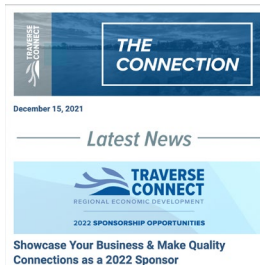 TRAVERSE
CONNECT
THE
CONNECTION
December 15, 2021
Latest News
TRAVERSE
CONNECT
REGIONAL ECONOMIC DEVELOPMENT
2022 SPONSORSHIP OPPORTUNITIES
Showcase Your Business & Make Quality
Connections as a 2022 Sponsor